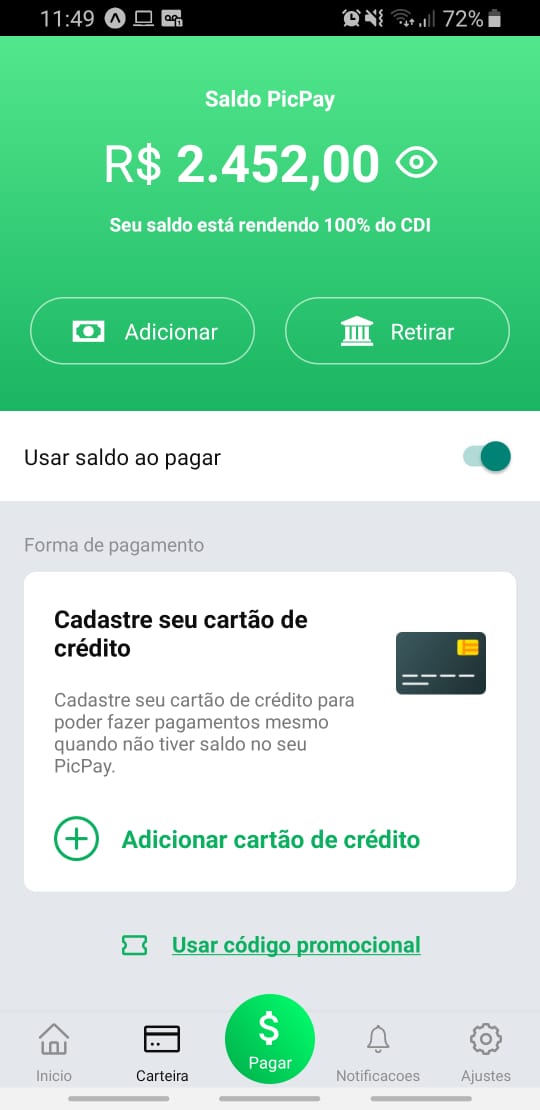 11:49
72%
Saldo PicPay
R$ 2.452,00
Seu saldo está rendendo 100% do CDI
Adicionar
Retirar
Usar saldo ao pagar
Forma de pagamento
Cadastre seu cartão de
crédito
Cadastre seu cartão de crédito para
poder fazer pagamentos mesmo
quando não tiver saldo no seu
PicPay.
Adicionar cartão de crédito
Usar código promocional
$
Inicio
Carteira
Pagar
Notificacoes
Ajustes